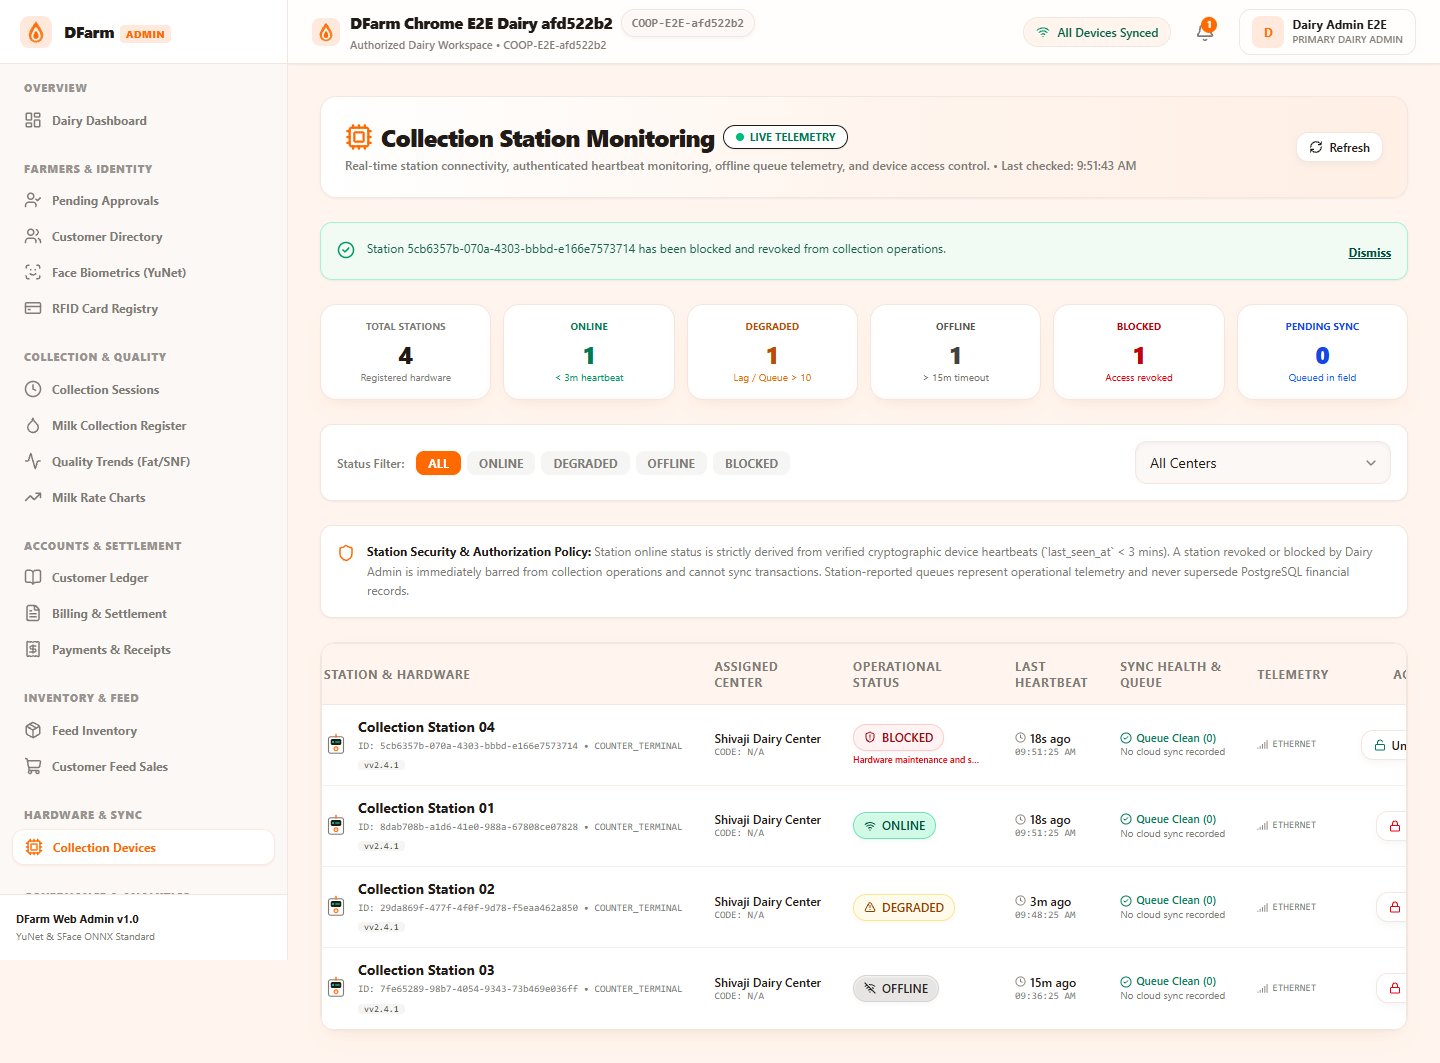 DFarm ADMIN
DFarm Chrome E2E Dairy afd522b2 COOP-E2E-afd522b2
Authorized Dairy Workspace • COOP-E2E-afd522b2
All Devices Synced
1
D
Dairy Admin E2E
PRIMARY DAIRY ADMIN
OVERVIEW
Dairy Dashboard
FARMERS & IDENTITY
Pending Approvals
Customer Directory
Face Biometrics (YuNet)
RFID Card Registry
COLLECTION & QUALITY
Collection Sessions
Milk Collection Register
Quality Trends (Fat/SNF)
Milk Rate Charts
ACCOUNTS & SETTLEMENT
Customer Ledger
Billing & Settlement
Payments & Receipts
INVENTORY & FEED
Feed Inventory
Customer Feed Sales
HARDWARE & SYNC
Collection Devices
DFarm Web Admin v1.0
YuNet & SFace ONNX Standard
Collection Station Monitoring LIVE TELEMETRY
Real-time station connectivity, authenticated heartbeat monitoring, offline queue telemetry, and device access control. • Last checked: 9:51:43 AM
Refresh
Station 5cb6357b-070a-4303-bbbd-e166e7573714 has been blocked and revoked from collection operations.
Dismiss
TOTAL STATIONS
4
Registered hardware
ONLINE
1
< 3m heartbeat
DEGRADED
1
Lag / Queue > 10
OFFLINE
1
> 15m timeout
BLOCKED
1
Access revoked
PENDING SYNC
0
Queued in field
Status Filter: ALL ONLINE DEGRADED OFFLINE BLOCKED
All Centers
Station Security & Authorization Policy: Station online status is strictly derived from verified cryptographic device heartbeats (`last_seen_at` < 3 mins). A station revoked or blocked by Dairy
Admin is immediately barred from collection operations and cannot sync transactions. Station-reported queues represent operational telemetry and never supersede PostgreSQL financial
records.
STATION & HARDWARE
ASSIGNED CENTER
OPERATIONAL STATUS
LAST HEARTBEAT
SYNC HEALTH & QUEUE
TELEMETRY
Collection Station 04
ID: 5cb6357b-070a-4303-bbbd-e166e7573714 • COUNTER_TERMINAL
vv2.4.1
Shivaji Dairy Center
CODE: N/A
BLOCKED
Hardware maintenance and s...
18s ago
09:51:25 AM
Queue Clean (0)
No cloud sync recorded
ETHERNET
Un
Collection Station 01
ID: 8dab708b-a1d6-41e0-988a-67808ce07828 • COUNTER_TERMINAL
vv2.4.1
Shivaji Dairy Center
CODE: N/A
ONLINE
18s ago
09:51:25 AM
Queue Clean (0)
No cloud sync recorded
ETHERNET
Collection Station 02
ID: 29da869f-477f-4f0f-9d78-f5eaa462a850 • COUNTER_TERMINAL
vv2.4.1
Shivaji Dairy Center
CODE: N/A
DEGRADED
3m ago
09:48:25 AM
Queue Clean (0)
No cloud sync recorded
ETHERNET
Collection Station 03
ID: 7fe65289-98b7-4054-9343-73b469e036ff • COUNTER_TERMINAL
vv2.4.1
Shivaji Dairy Center
CODE: N/A
OFFLINE
15m ago
09:36:25 AM
Queue Clean (0)
No cloud sync recorded
ETHERNET